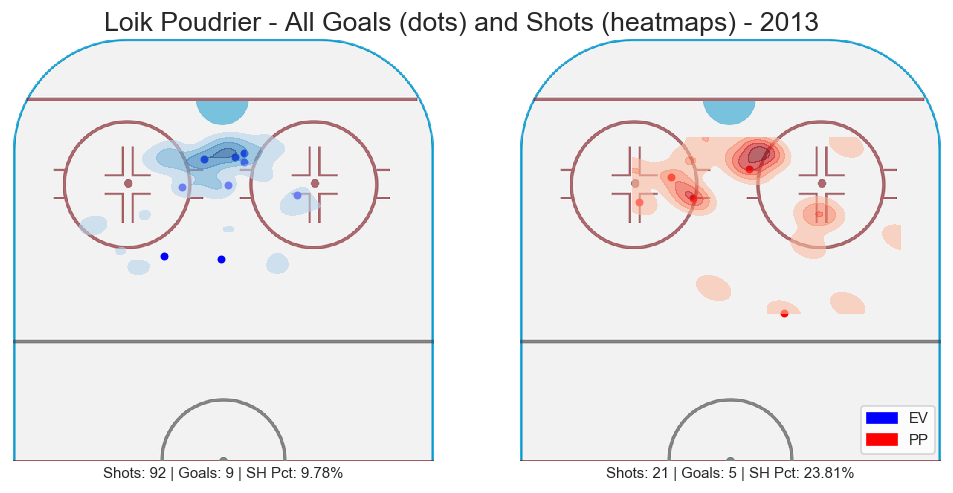 Loik Poudrier - All Goals (dots) and Shots (heatmaps) - 2013
EV
PP
Shots: 92 | Goals: 9 | SH Pct: 9.78%
Shots: 21 | Goals: 5 | SH Pct: 23.81%